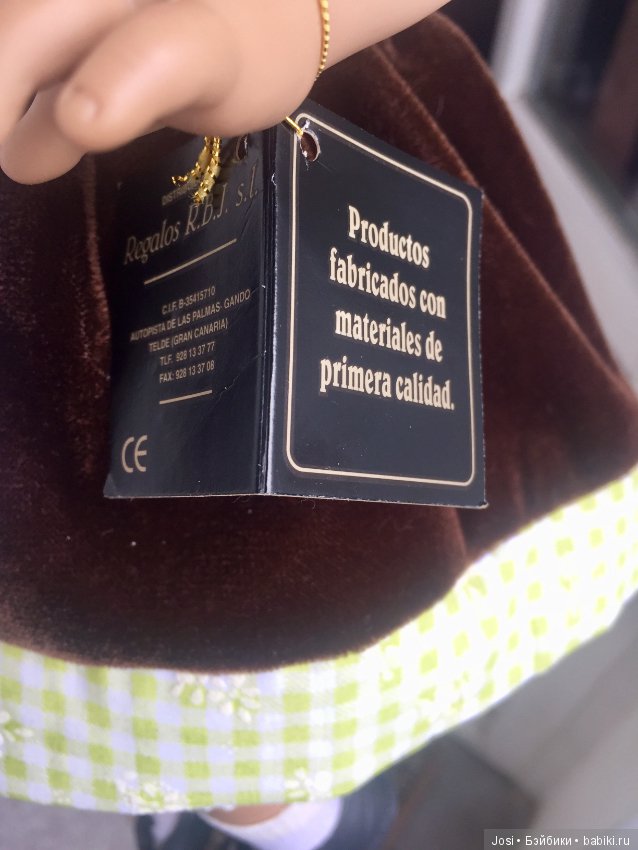 Regalos R.B.J. s.l.
C.I.F. B-35415710
AUTOPISTA DE LAS PALMAS-GANDO
TELDE (GRAN CANARIA)
TLF. 928 13 37 77
FAX: 928 13 37 08
CE
Productos
fabricados con
materiales de
primera calidad.
Josi • Бэйбики • babiki.ru